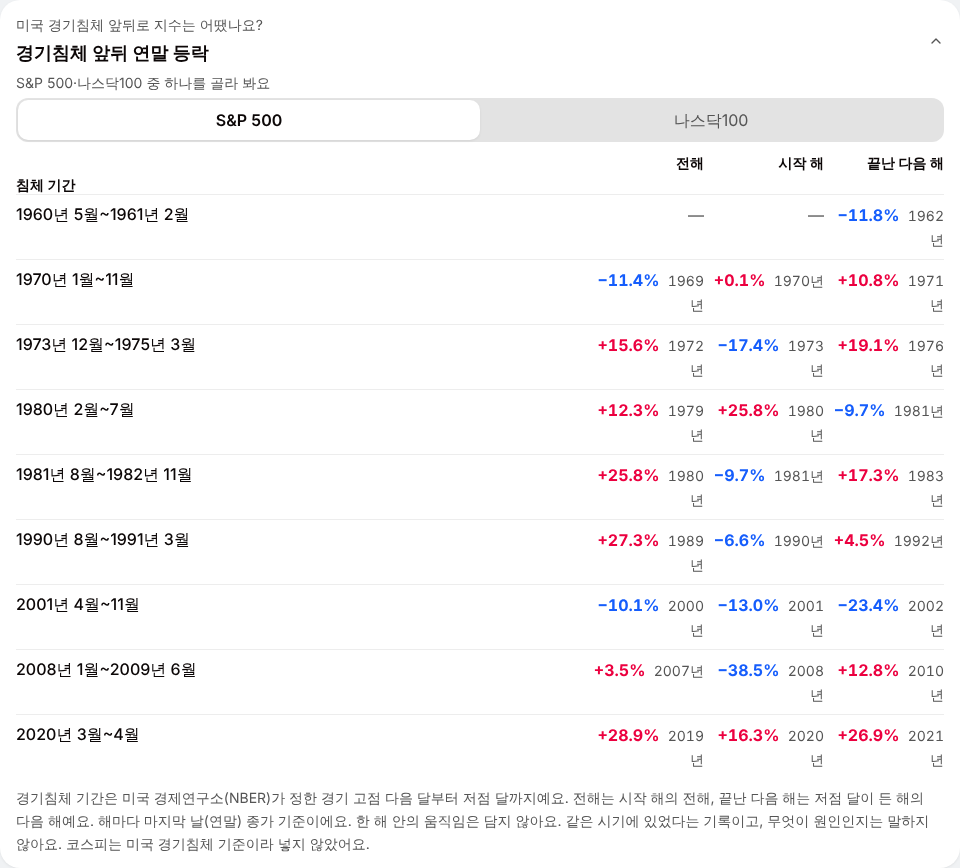 미국 경기침체 앞뒤로 지수는 어땠나요?
경기침체 앞뒤 연말 등락
S&P 500·나스닥100 중 하나를 골라 봐요
S&P 500 나스닥100
전해 시작 해 끝난 다음 해
침체 기간
1960년 5월~1961년 2월 — — −11.8% 1962
년
1970년 1월~11월 −11.4% 1969 +0.1% 1970년 +10.8% 1971
년 년
1973년 12월~1975년 3월 +15.6% 1972 −17.4% 1973 +19.1% 1976
년 년 년
1980년 2월~7월 +12.3% 1979 +25.8% 1980 −9.7% 1981년
년 년
1981년 8월~1982년 11월 +25.8% 1980 −9.7% 1981년 +17.3% 1983
년 년
1990년 8월~1991년 3월 +27.3% 1989 −6.6% 1990년 +4.5% 1992년
년
2001년 4월~11월 −10.1% 2000 −13.0% 2001 −23.4% 2002
년 년 년
2008년 1월~2009년 6월 +3.5% 2007년 −38.5% 2008 +12.8% 2010
년 년
2020년 3월~4월 +28.9% 2019 +16.3% 2020 +26.9% 2021
년 년 년
경기침체 기간은 미국 경제연구소(NBER)가 정한 경기 고점 다음 달부터 저점 달까지예요. 전해는 시작 해의 전해, 끝난 다음 해는 저점 달이 든 해의
다음 해예요. 해마다 마지막 날(연말) 종가 기준이에요. 한 해 안의 움직임은 담지 않아요. 같은 시기에 있었다는 기록이고, 무엇이 원인인지는 말하지
않아요. 코스피는 미국 경기침체 기준이라 넣지 않았어요.